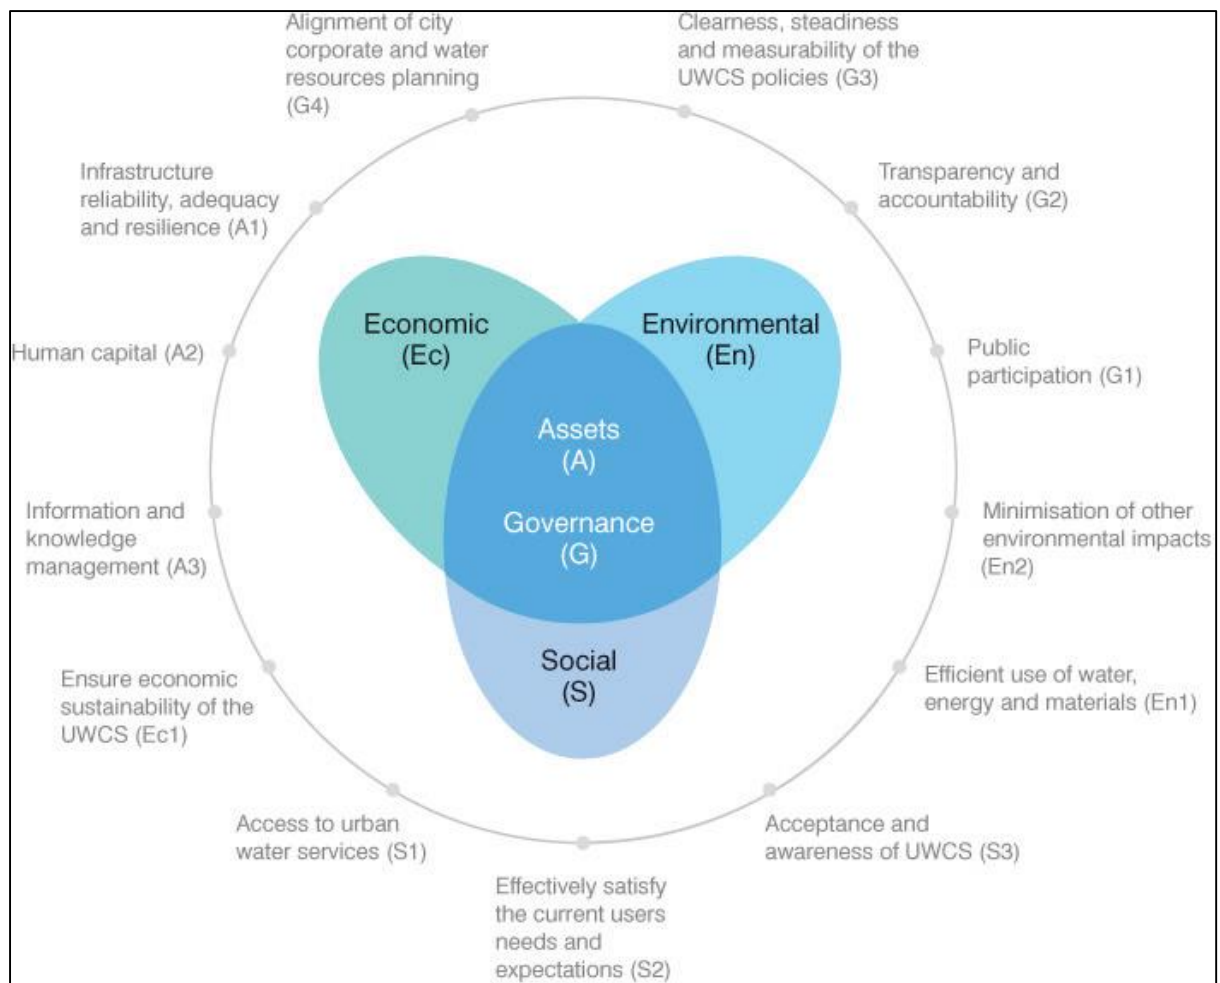 Alignment of city
corporate and water
resources planning
(G4)
Clearness, steadiness
and measurability of the
UWCS policies (G3)
Infrastructure
reliability, adequacy
and resilience (A1)
Transparency and
accountability (G2)
Human capital (A2)
Public
participation (G1)
Information and
knowledge
management (A3)
Minimisation of other
environmental impacts
(En2)
Ensure economic
sustainability of the
UWCS (Ec1)
Efficient use of water,
energy and materials (En1)
Access to urban
water services (S1)
Acceptance and
awareness of UWCS (S3)
Effectively satisfy
the current users
needs and
expectations (S2)
Economic
(Ec)
Environmental
(En)
Assets
(A)
Governance
(G)
Social
(S)